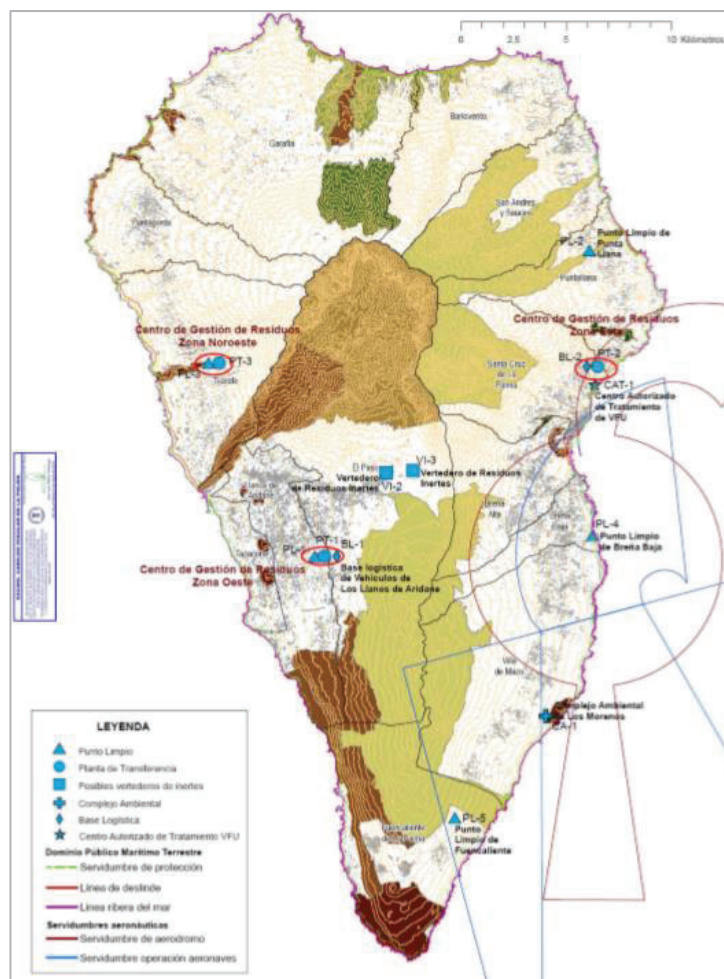 0 2,5 5 10 Kilómetros
Barlovento
Garafía
San Andres
y Sauces
Puntagorda
PL-2
Punto Limpio de
Punta
Llana
Puntallana
Centro de Gestión de Residuos
Zona Noroeste
Centro de Gestión de Residuos
Zona Este
PL-3
PT-3
Tijarafe
BL-2
PT-2
Santa Cruz
de La
Palma
CAT-1
Centro Autorizado
de Tratamiento
de VFU
El Paso
VI-3
Vertedero
de Residuos Inertes
VI-2
Vertedero de Residuos
Inertes
Breña
Alta
PL-4
Punto Limpio
de Breña Baja
PT-1
BL-1
Centro de Gestión de Residuos
Zona Oeste
Base logística
de Vehículos de
Los Llanos de Aridane
Villa
de Mazo
Complejo Ambiental
de Los Morenos
CA-1
PL-5
Punto
Limpio de
Fuencaliente
LEYENDA
Punto Limpio
Planta de Transferencia
Posibles vertederos de inertes
Complejo Ambiental
Base Logística
Centro Autorizado de Tratamiento VFU
Dominio Público Marítimo Terrestre
Servidumbre de protección
Línea de deslinde
Línea ribera del mar
Servidumbres aeronáuticas
Servidumbre de aerodromo
Servidumbre operación aeronaves